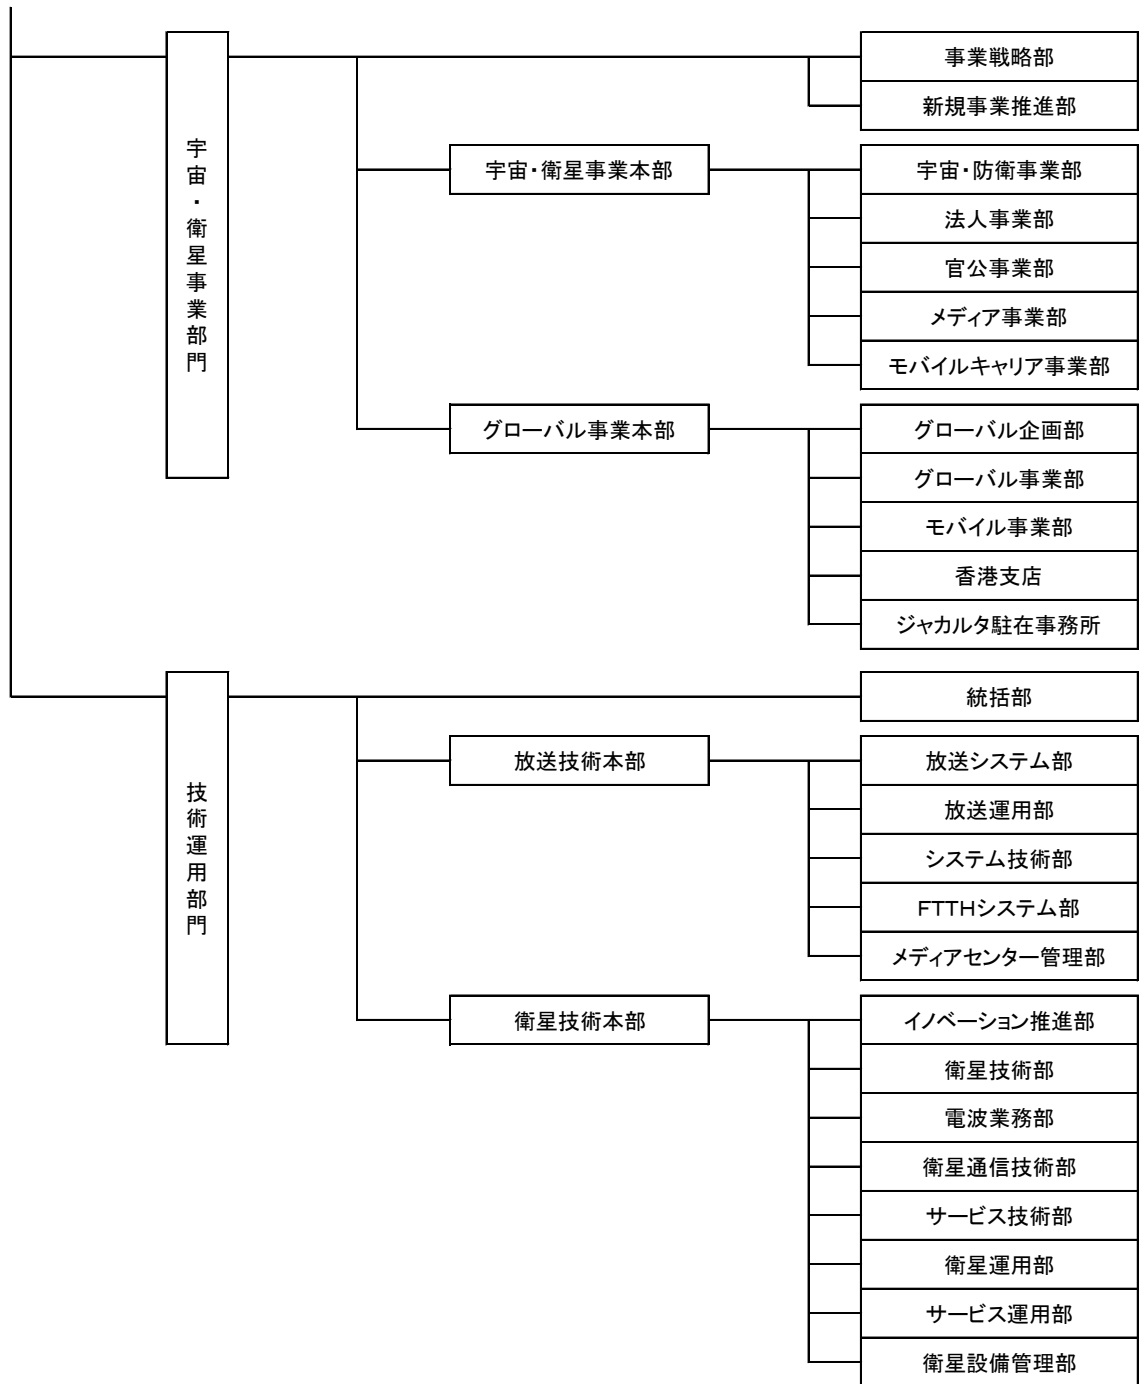 宇宙・衛星事業部門
事業戦略部
新規事業推進部
宇宙・衛星事業本部
宇宙・防衛事業部
法人事業部
官公事業部
メディア事業部
モバイルキャリア事業部
グローバル事業本部
グローバル企画部
グローバル事業部
モバイル事業部
香港支店
ジャカルタ駐在事務所
技術運用部門
統括部
放送技術本部
放送システム部
放送運用部
システム技術部
FTTHシステム部
メディアセンター管理部
衛星技術本部
イノベーション推進部
衛星技術部
電波業務部
衛星通信技術部
サービス技術部
衛星運用部
サービス運用部
衛星設備管理部